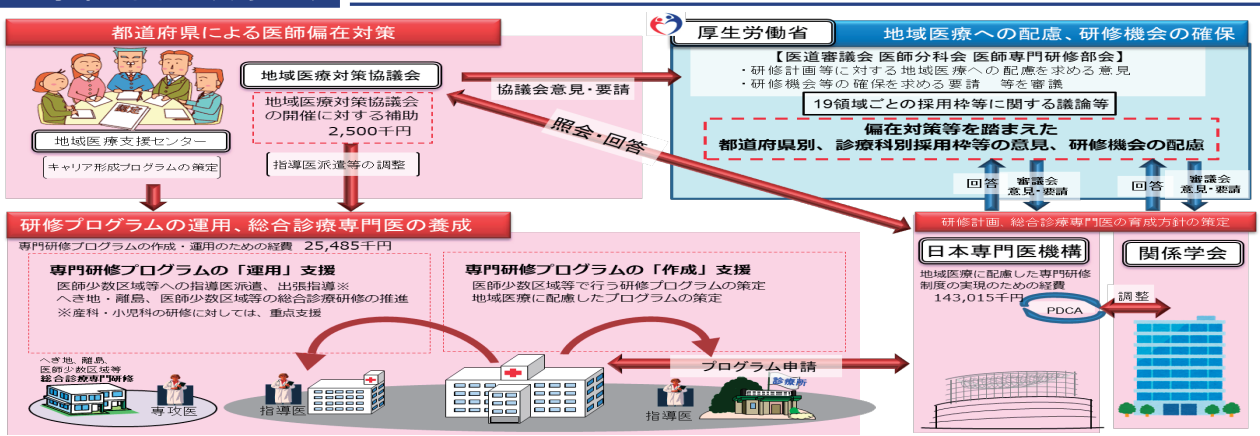 都道府県による医師偏在対策
地域医療対策協議会
地域医療対策協議会
の開催に対する補助
2,500千円
地域医療支援センター
キャリア形成プログラムの策定
指導医派遣等の調整
協議会意見・要請
照会・回答
厚生労働省
地域医療への配慮、研修機会の確保
【医道審議会 医師分科会 医師専門研修部会】
・研修計画等に対する地域医療への配慮を求める意見
・研修機会等の確保を求める要請 等を審議
19領域ごとの採用枠等に関する議論等
偏在対策等を踏まえた
都道府県別、診療科別採用枠等の意見、研修機会の配慮
回答
審議会
意見・要請
回答
審議会
意見・要請
研修プログラムの運用、総合診療専門医の養成
専門研修プログラムの作成・運用のための経費 25,485千円
専門研修プログラムの「運用」支援
医師少数区域等への指導医派遣、出張指導※
へき地・離島、医師少数区域等の総合診療研修の推進
※産科・小児科の研修に対しては、重点支援
専門研修プログラムの「作成」支援
医師少数区域等で行う研修プログラムの策定
地域医療に配慮したプログラムの策定
へき地、離島、
医師少数区域等
総合診療専門研修
専攻医
指導医
指導医
診療所
プログラム申請
研修計画、総合診療専門医の育成方針の策定
日本専門医機構
地域医療に配慮した専門研修
制度の実現のための経費
143,015千円
PDCA
関係学会
調整